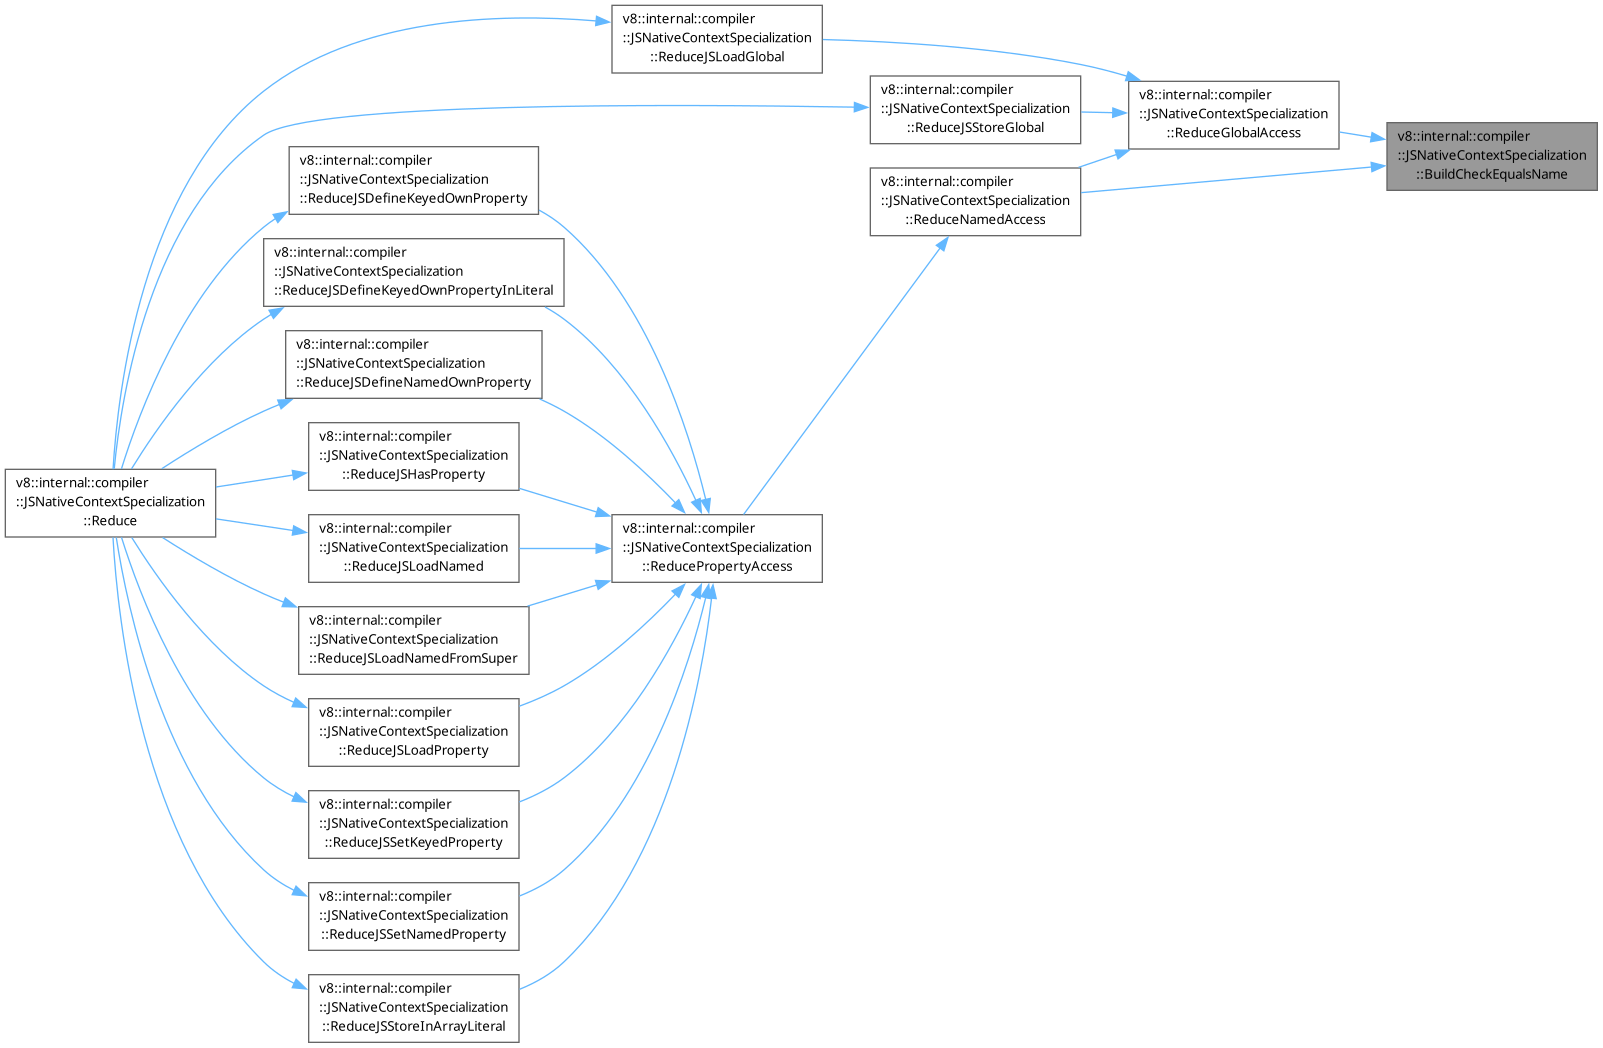 v8::internal::compiler
::JSNativeContextSpecialization
::ReduceJSLoadGlobal
v8::internal::compiler
::JSNativeContextSpecialization
::ReduceJSStoreGlobal
v8::internal::compiler
::JSNativeContextSpecialization
::ReduceGlobalAccess
v8::internal::compiler
::JSNativeContextSpecialization
::BuildCheckEqualsName
v8::internal::compiler
::JSNativeContextSpecialization
::ReduceJSDefineKeyedOwnProperty
v8::internal::compiler
::JSNativeContextSpecialization
::ReduceNamedAccess
v8::internal::compiler
::JSNativeContextSpecialization
::ReduceJSDefineKeyedOwnPropertyInLiteral
v8::internal::compiler
::JSNativeContextSpecialization
::ReduceJSDefineNamedOwnProperty
v8::internal::compiler
::JSNativeContextSpecialization
::ReduceJSHasProperty
v8::internal::compiler
::JSNativeContextSpecialization
::Reduce
v8::internal::compiler
::JSNativeContextSpecialization
::ReduceJSLoadNamed
v8::internal::compiler
::JSNativeContextSpecialization
::ReducePropertyAccess
v8::internal::compiler
::JSNativeContextSpecialization
::ReduceJSLoadNamedFromSuper
v8::internal::compiler
::JSNativeContextSpecialization
::ReduceJSLoadProperty
v8::internal::compiler
::JSNativeContextSpecialization
::ReduceJSSetKeyedProperty
v8::internal::compiler
::JSNativeContextSpecialization
::ReduceJSSetNamedProperty
v8::internal::compiler
::JSNativeContextSpecialization
::ReduceJSStoreInArrayLiteral